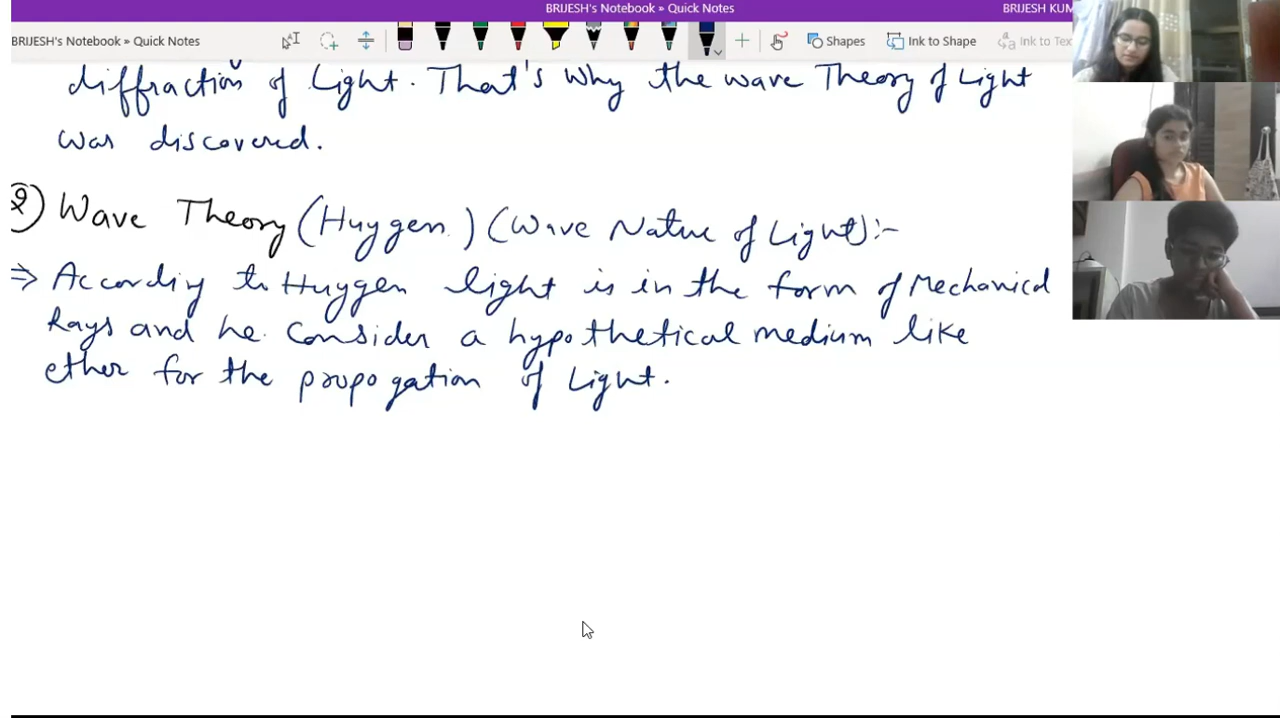 BRIJESH's Notebook » Quick Notes
BRIJESH KUM
BRIJESH's Notebook » Quick Notes
Shapes
Ink to Shape
Ink to Tex
diffraction of Light. That's why the wave Theory of Light
was discovered.
2) Wave Theory (Huygen) (Wave Nature of Light):-
⇒ According to Huygen light is in the form of Mechanical
Rays and he consider a hypothetical medium like
ether for the propogation of Light.